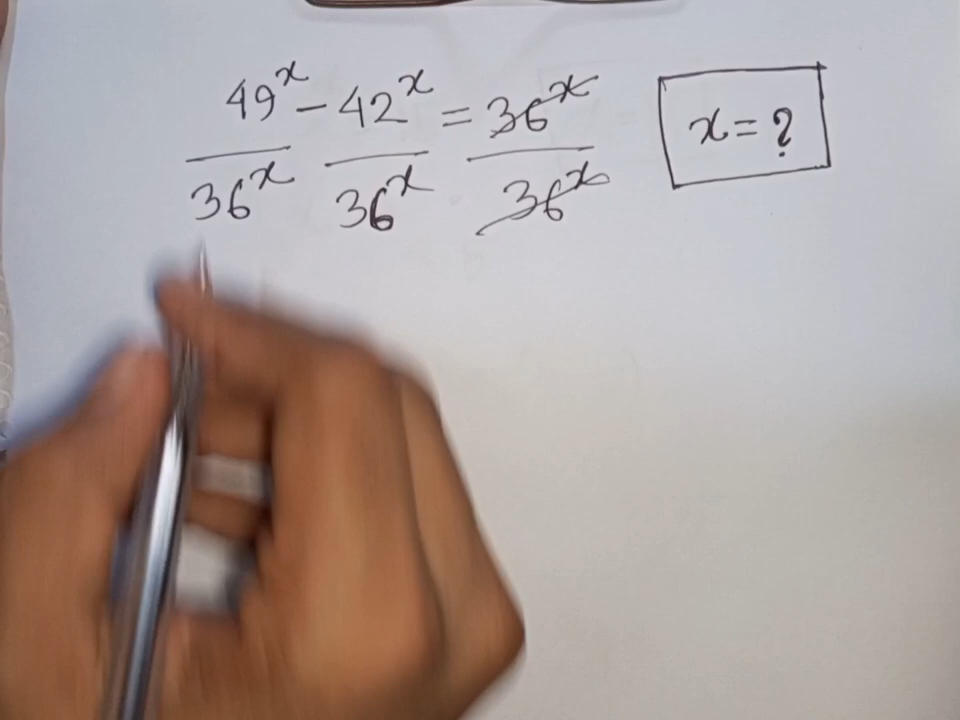 49^x - 42^x = 36^x x = ?
36^x 36^x 36^x